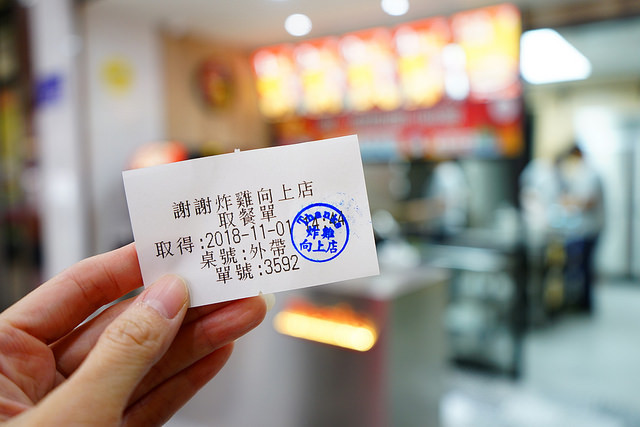 謝謝炸雞向上店
取餐單
取得:2018-11-01
桌號:外帶
單號:3592
Thanks
炸雞
向上店